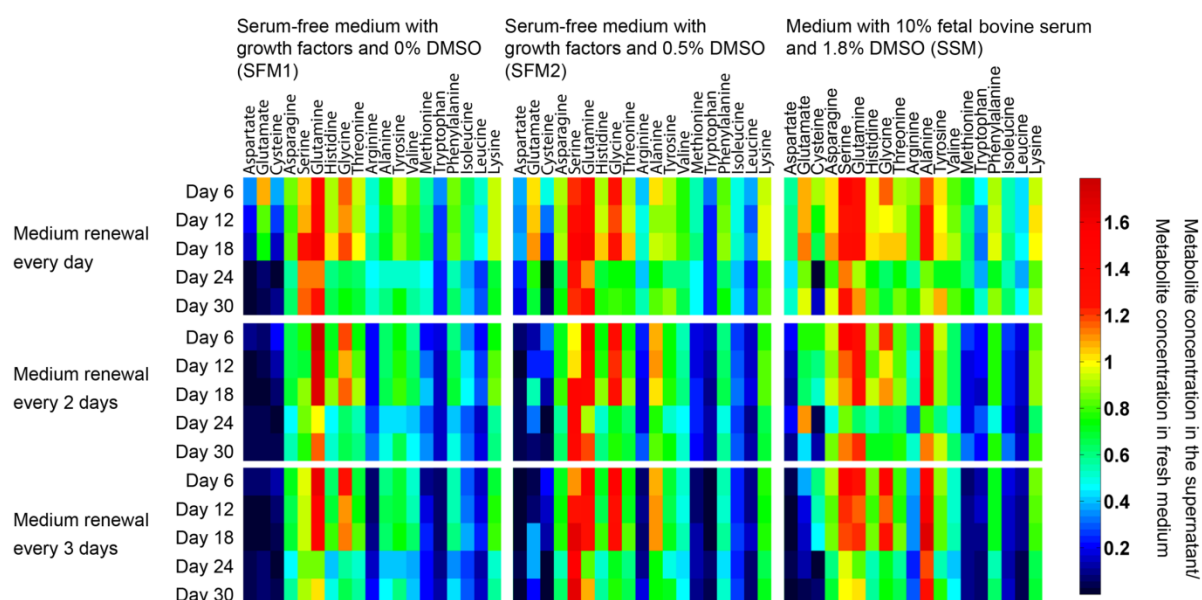 Serum-free medium with
growth factors and 0% DMSO
(SFM1)
Serum-free medium with
growth factors and 0.5% DMSO
(SFM2)
Medium with 10% fetal bovine serum
and 1.8% DMSO (SSM)
Aspartate
Glutamate
Cysteine
Asparagine
Serine
Glutamine
Histidine
Glycine
Threonine
Arginine
Alanine
Tyrosine
Valine
Methionine
Tryptophan
Phenylalanine
Isoleucine
Leucine
Lysine
Aspartate
Glutamate
Cysteine
Asparagine
Serine
Glutamine
Histidine
Glycine
Threonine
Arginine
Alanine
Tyrosine
Valine
Methionine
Tryptophan
Phenylalanine
Isoleucine
Leucine
Lysine
Aspartate
Glutamate
Cysteine
Asparagine
Serine
Glutamine
Histidine
Glycine
Threonine
Arginine
Alanine
Tyrosine
Valine
Methionine
Tryptophan
Phenylalanine
Isoleucine
Leucine
Lysine
Medium renewal
every day
Day 6
Day 12
Day 18
Day 24
Day 30
Medium renewal
every 2 days
Day 6
Day 12
Day 18
Day 24
Day 30
Medium renewal
every 3 days
Day 6
Day 12
Day 18
Day 24
Day 30
1.6
1.4
1.2
1
0.8
0.6
0.4
0.2
Metabolite concentration in the supernatant/
Metabolite concentration in fresh medium